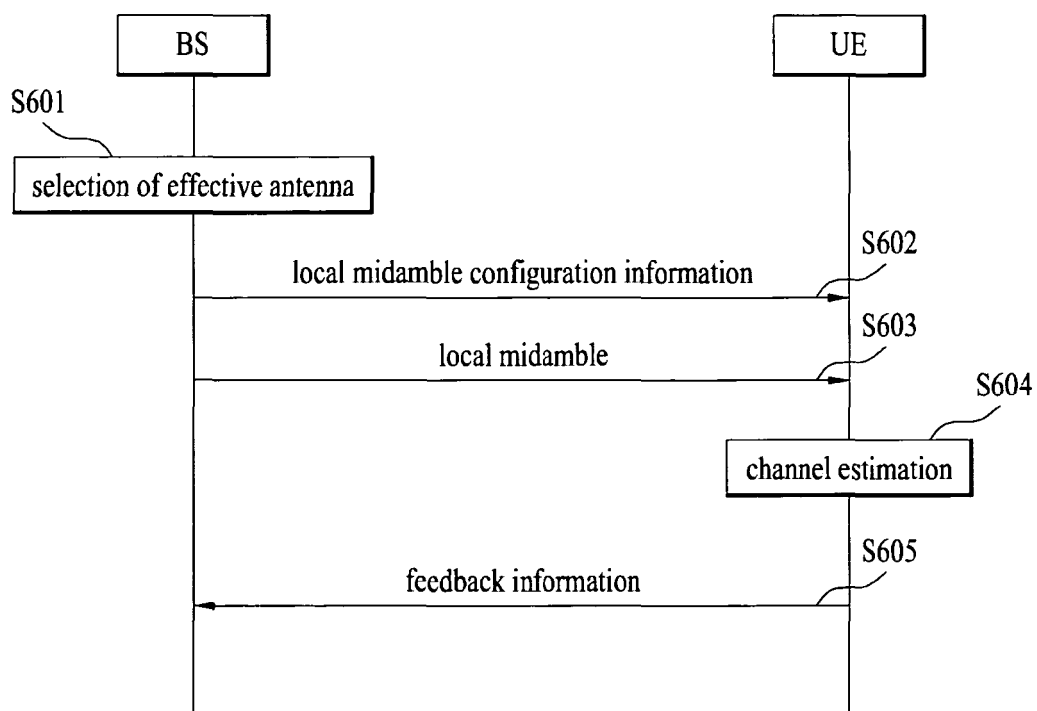 BS
UE
S601
selection of effective antenna
S602
local midamble configuration information
S603
local midamble
S604
channel estimation
S605
feedback information